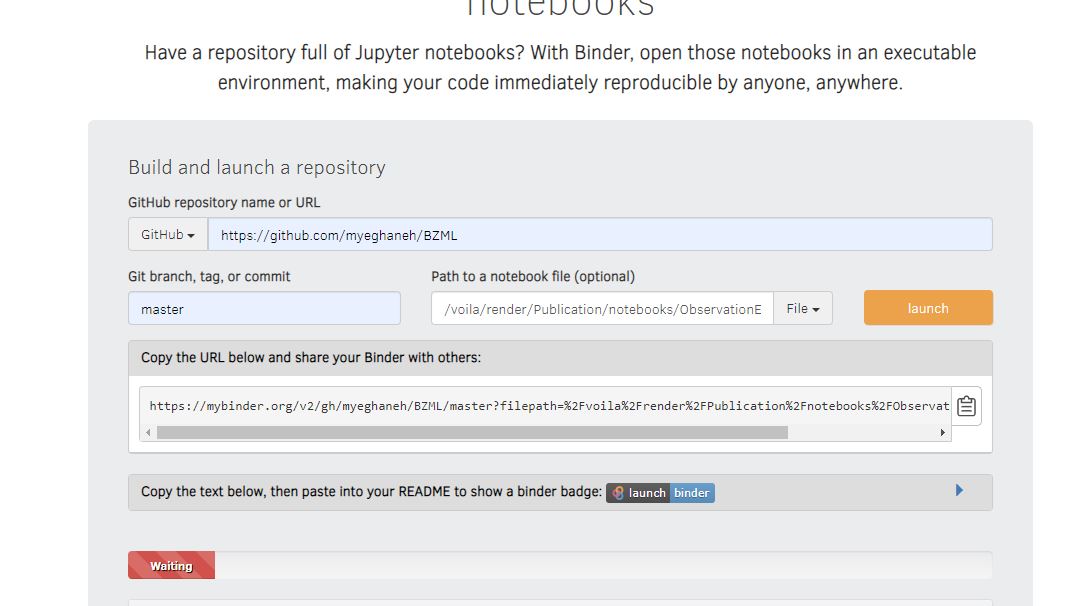 notebooks
Have a repository full of Jupyter notebooks? With Binder, open those notebooks in an executable
environment, making your code immediately reproducible by anyone, anywhere.
Build and launch a repository
GitHub repository name or URL
GitHub
https://github.com/myeghaneh/BZML
Git branch, tag, or commit
Path to a notebook file (optional)
master
/voila/render/Publication/notebooks/ObservationE
File
launch
Copy the URL below and share your Binder with others:
https://mybinder.org/v2/gh/myeghaneh/BZML/master?filepath=%2Fvoila%2Frender%2FPublication%2Fnotebooks%2FObservat
Copy the text below, then paste into your README to show a binder badge: launch binder
Waiting